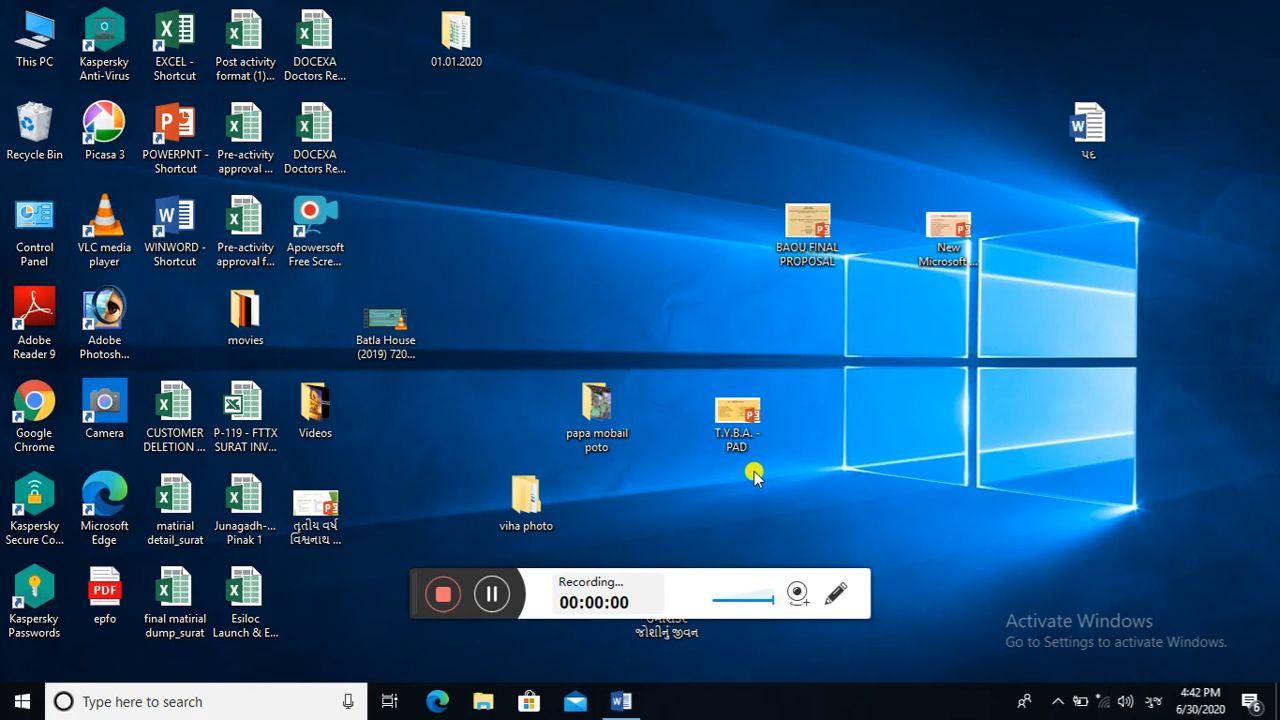 This PC
Kaspersky
Anti-Virus
EXCEL -
Shortcut
Post activity
format (1)...
DOCEXA
Doctors Re...
01.01.2020
Recycle Bin
Picasa 3
POWERPNT -
Shortcut
Pre-activity
approval ...
DOCEXA
Doctors Re...
પદ
Control
Panel
VLC media
player
WINWORD -
Shortcut
Pre-activity
approval f...
Apowersoft
Free Scre...
BAOU FINAL
PROPOSAL
New
Microsoft ...
Adobe
Reader 9
Adobe
Photosh...
movies
Batla House
(2019) 720...
Google
Chrome
Camera
CUSTOMER
DELETION ...
P-119 - FTTX
SURAT INV...
Videos
papa mobail
poto
T.Y.B.A. -
PAD
Kaspersky
Secure Co...
Microsoft
Edge
matirial
detail_surat
Junagadh-...
Pinak 1
તૃતીય વર્ષ
વિશ્વનાથ ...
viha photo
Kaspersky
Passwords
PDF
epfo
final matirial
dump_surat
Esiloc
Launch & E...
Recording...
00:00:00
જોશીનું જીવન
Activate Windows
Go to Settings to activate Windows.
Type here to search
ગુજ
4:42 PM
6/30/2020
6